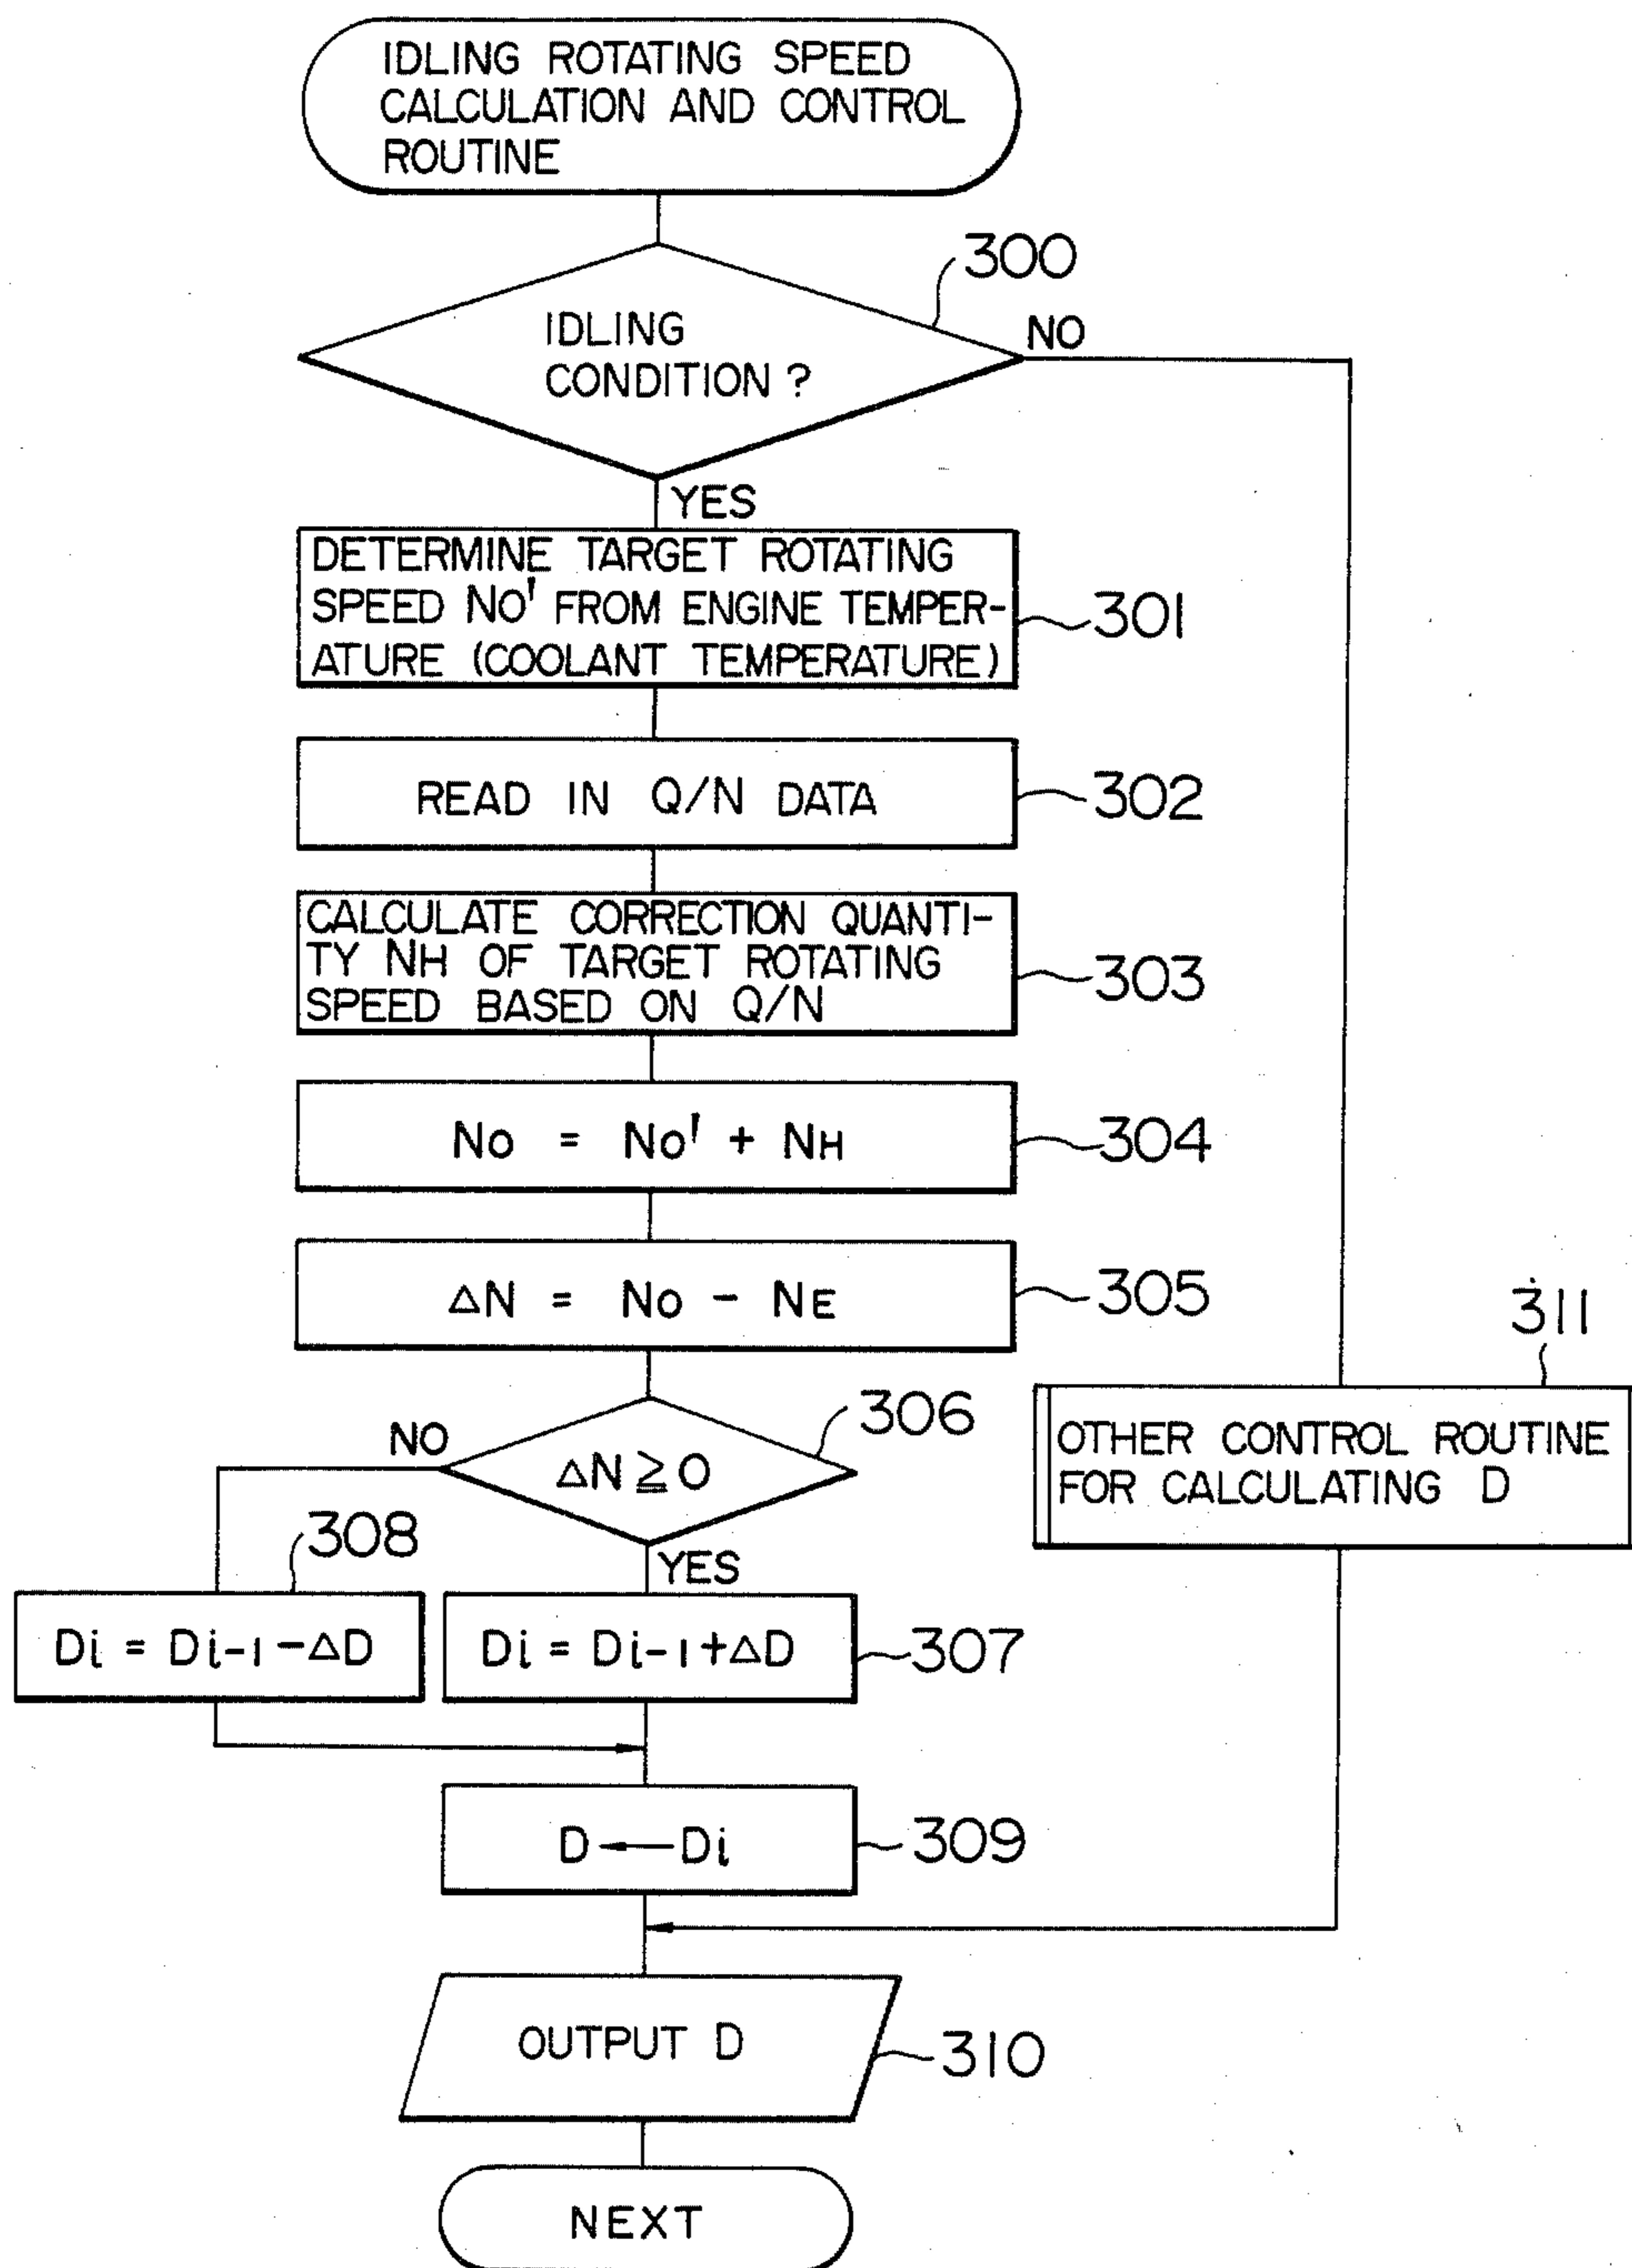 IDLING ROTATING SPEED
CALCULATION AND CONTROL
ROUTINE
300
IDLING
CONDITION ?
NO
YES
DETERMINE TARGET ROTATING
SPEED NO' FROM ENGINE TEMPER-
ATURE (COOLANT TEMPERATURE)
301
READ IN Q/N DATA
302
CALCULATE CORRECTION QUANTI-
TY NH OF TARGET ROTATING
SPEED BASED ON Q/N
303
NO = NO' + NH
304
ΔN = NO - NE
305
311
OTHER CONTROL ROUTINE
FOR CALCULATING D
306
NO
ΔN ≧ 0
YES
308
Di = Di-1 - ΔD
Di = Di-1 + ΔD
307
D ← Di
309
OUTPUT D
310
NEXT